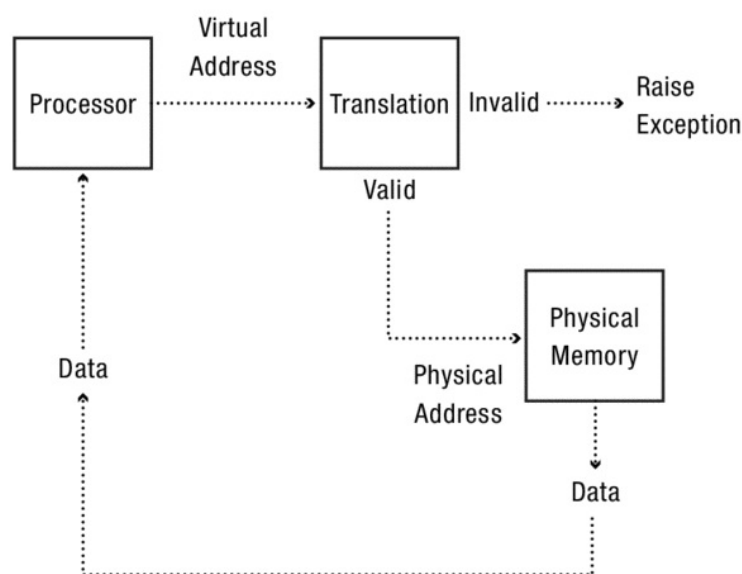 Virtual
Address
Processor
Translation
Invalid
Raise
Exception
Valid
Physical
Memory
Physical
Address
Data
Data